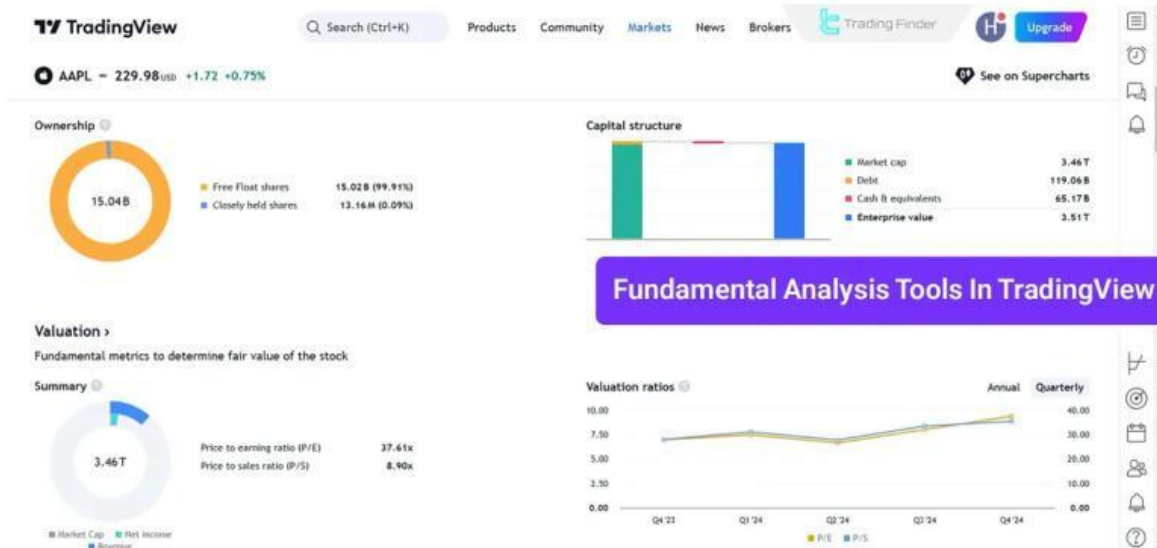 TradingView
Search (Ctrl+K)
Products Community Markets News Brokers
Trading Finder
H
Upgrade
AAPL − 229.98 USD +1.72 +0.75%
See on Supercharts
Ownership
15.04B
Free Float shares 15.02B (99.91%)
Closely held shares 13.16M (0.09%)
Capital structure
Market cap 3.46T
Debt 119.06B
Cash & equivalents 65.17B
Enterprise value 3.51T
Fundamental Analysis Tools In TradingView
Valuation ›
Fundamental metrics to determine fair value of the stock
Summary
3.46T
Price to earning ratio (P/E) 37.61x
Price to sales ratio (P/S) 8.90x
Market Cap Net Income
Revenue
Valuation ratios
Annual Quarterly
10.00 40.00
7.50 30.00
5.00 20.00
2.50 10.00
0.00 0.00
Q4 '23 Q1 '24 Q2 '24 Q3 '24 Q4 '24
P/E P/S